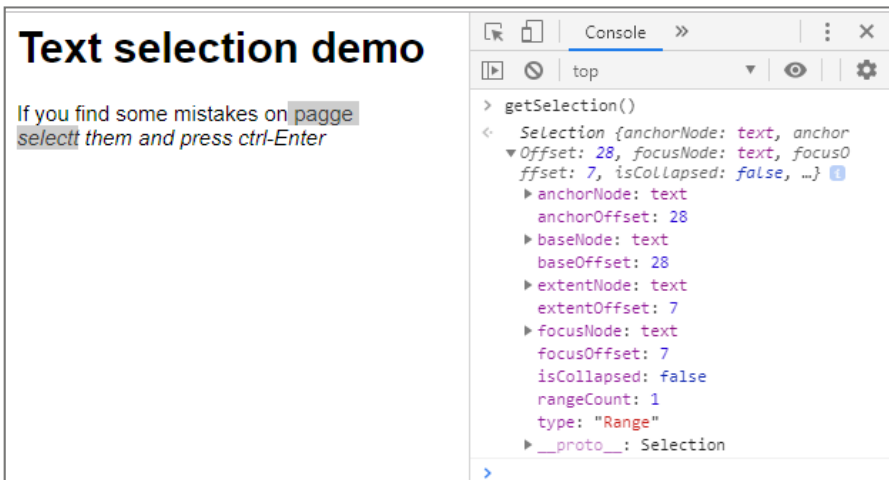 Text selection demo
If you find some mistakes on pagge
selectt them and press ctrl-Enter
Console »
top
> getSelection()
Selection {anchorNode: text, anchor
Offset: 28, focusNode: text, focusO
ffset: 7, isCollapsed: false, …} i
anchorNode: text
anchorOffset: 28
baseNode: text
baseOffset: 28
extentNode: text
extentOffset: 7
focusNode: text
focusOffset: 7
isCollapsed: false
rangeCount: 1
type: "Range"
__proto__: Selection
>